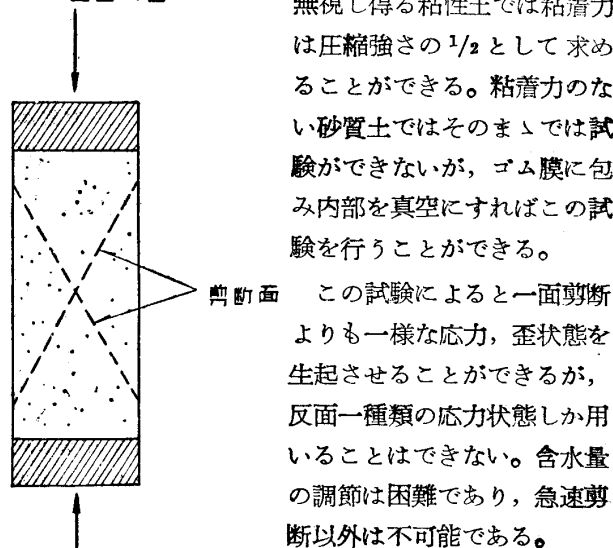 無視し得る粘性土では粘着力
は圧縮強さの1/2として求め
ることができる。粘着力のな
い砂質土ではそのまゝでは試
験ができないが，ゴム膜に包
み内部を真空にすればこの試
験を行うことができる。
剪断面
この試験によると一面剪断
よりも一様な応力，歪状態を
生起させることができるが，
反面一種類の応力状態しか用
いることはできない。含水量
の調節は困難であり，急速剪
断以外は不可能である。